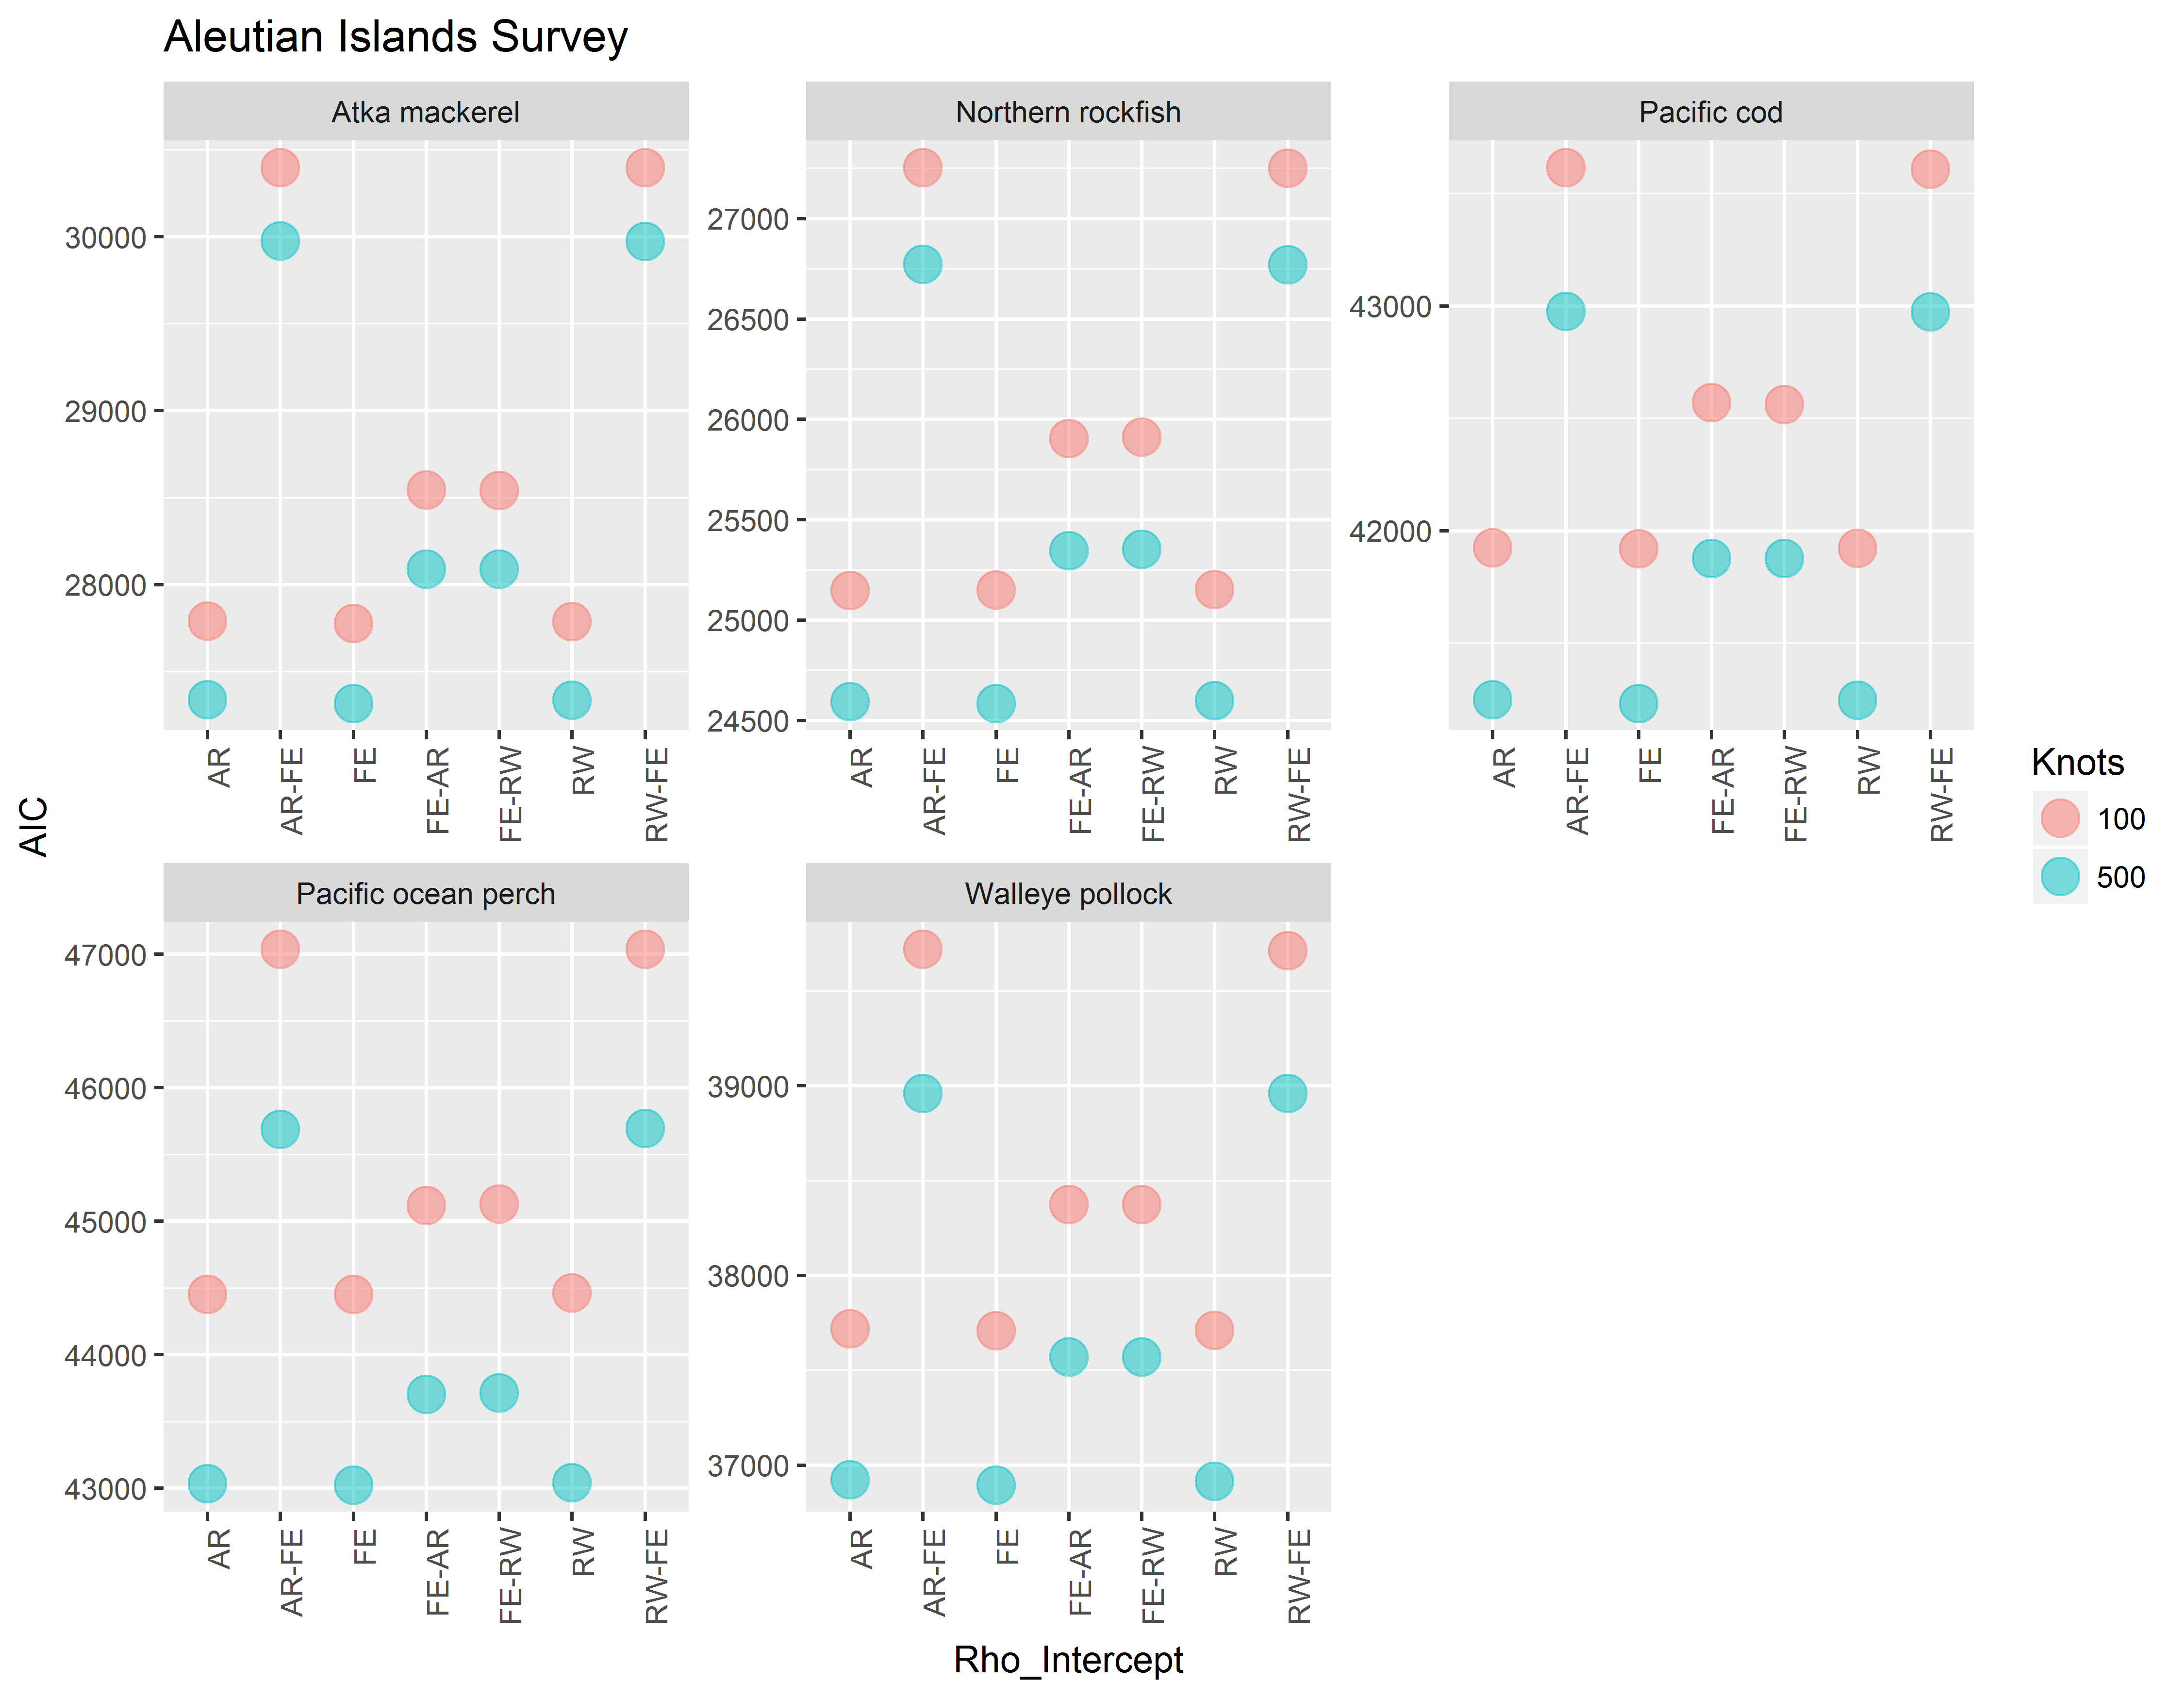 Aleutian Islands Survey
Atka mackerel
Northern rockfish
Pacific cod
30000
29000
28000
27000
26500
26000
25500
25000
24500
43000
42000
AR
AR-FE
FE
FE-AR
FE-RW
RW
RW-FE
AR
AR-FE
FE
FE-AR
FE-RW
RW
RW-FE
AR
AR-FE
FE
FE-AR
FE-RW
RW
RW-FE
AIC
Knots
100
500
Pacific ocean perch
Walleye pollock
47000
46000
45000
44000
43000
39000
38000
37000
AR
AR-FE
FE
FE-AR
FE-RW
RW
RW-FE
AR
AR-FE
FE
FE-AR
FE-RW
RW
RW-FE
Rho_Intercept